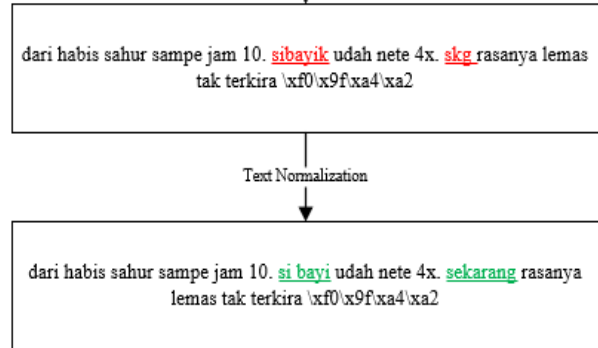 dari habis sahur sampe jam 10. sibayik udah nete 4x. skg rasanya lemas
tak terkira \xf0\x9f\xa4\xa2
Text Normalization
dari habis sahur sampe jam 10. si bayi udah nete 4x. sekarang rasanya
lemas tak terkira \xf0\x9f\xa4\xa2